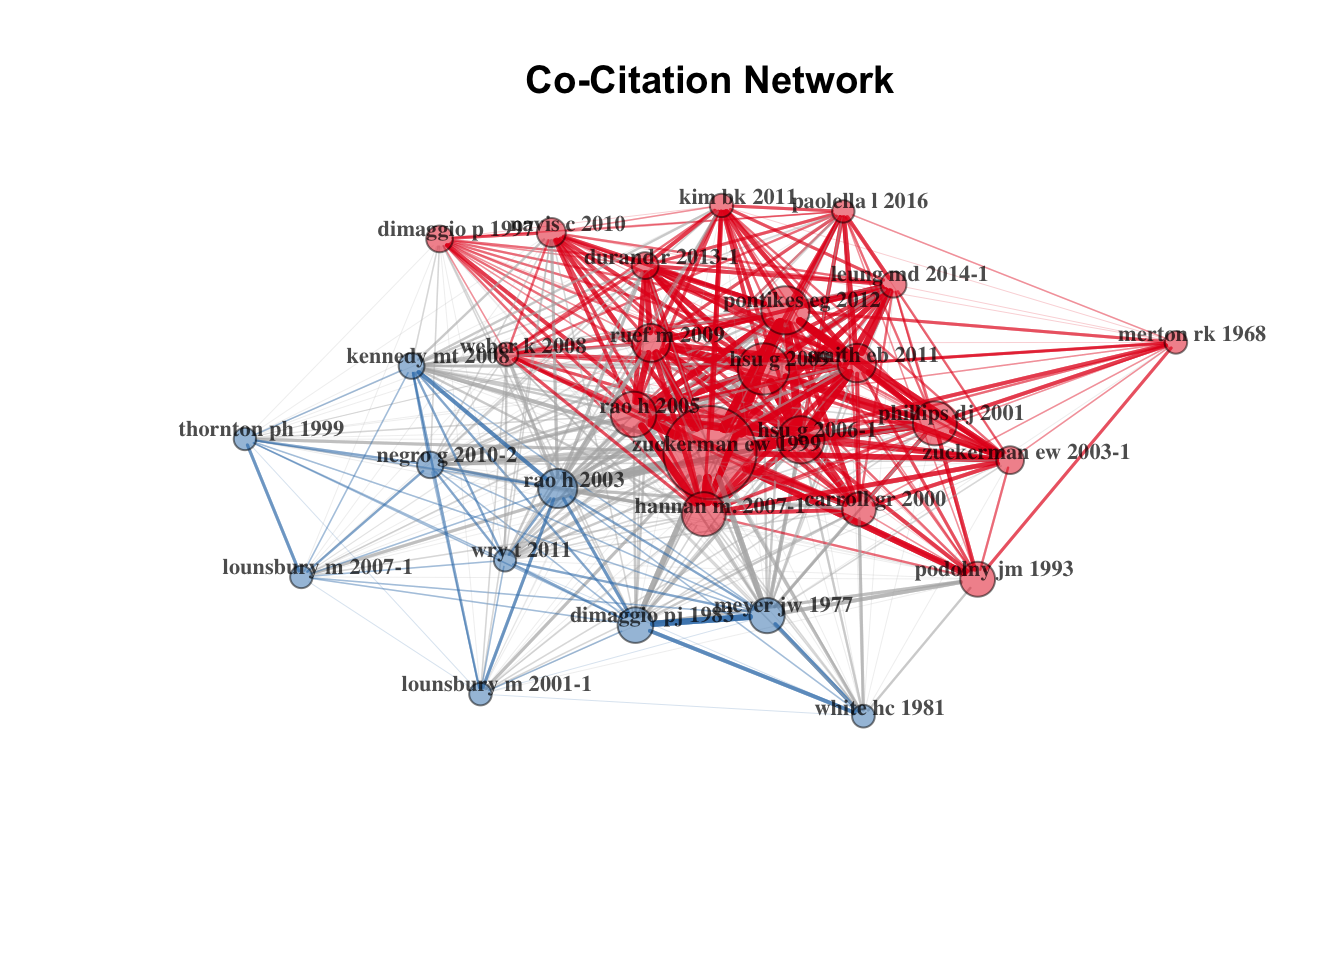 Co-Citation Network
kim bk 2011
paolella l 2016
dimaggio p 1997
navis c 2010
durand r 2013-1
leung md 2014-1
pontikes eg 2012
ruef m 2009
merton rk 1968
weber k 2008
kennedy mt 2008
hsu g 2009
smith eb 2011
rao h 2005
phillips dj 2001
thornton ph 1999
hsu g 2006-1
zuckerman ew 1999
zuckerman ew 2003-1
negro g 2010-2
rao h 2003
carroll gr 2000
hannan m. 2007-1
wry t 2011
lounsbury m 2007-1
podolny jm 1993
meyer jw 1977
dimaggio pj 1983
lounsbury m 2001-1
white hc 1981